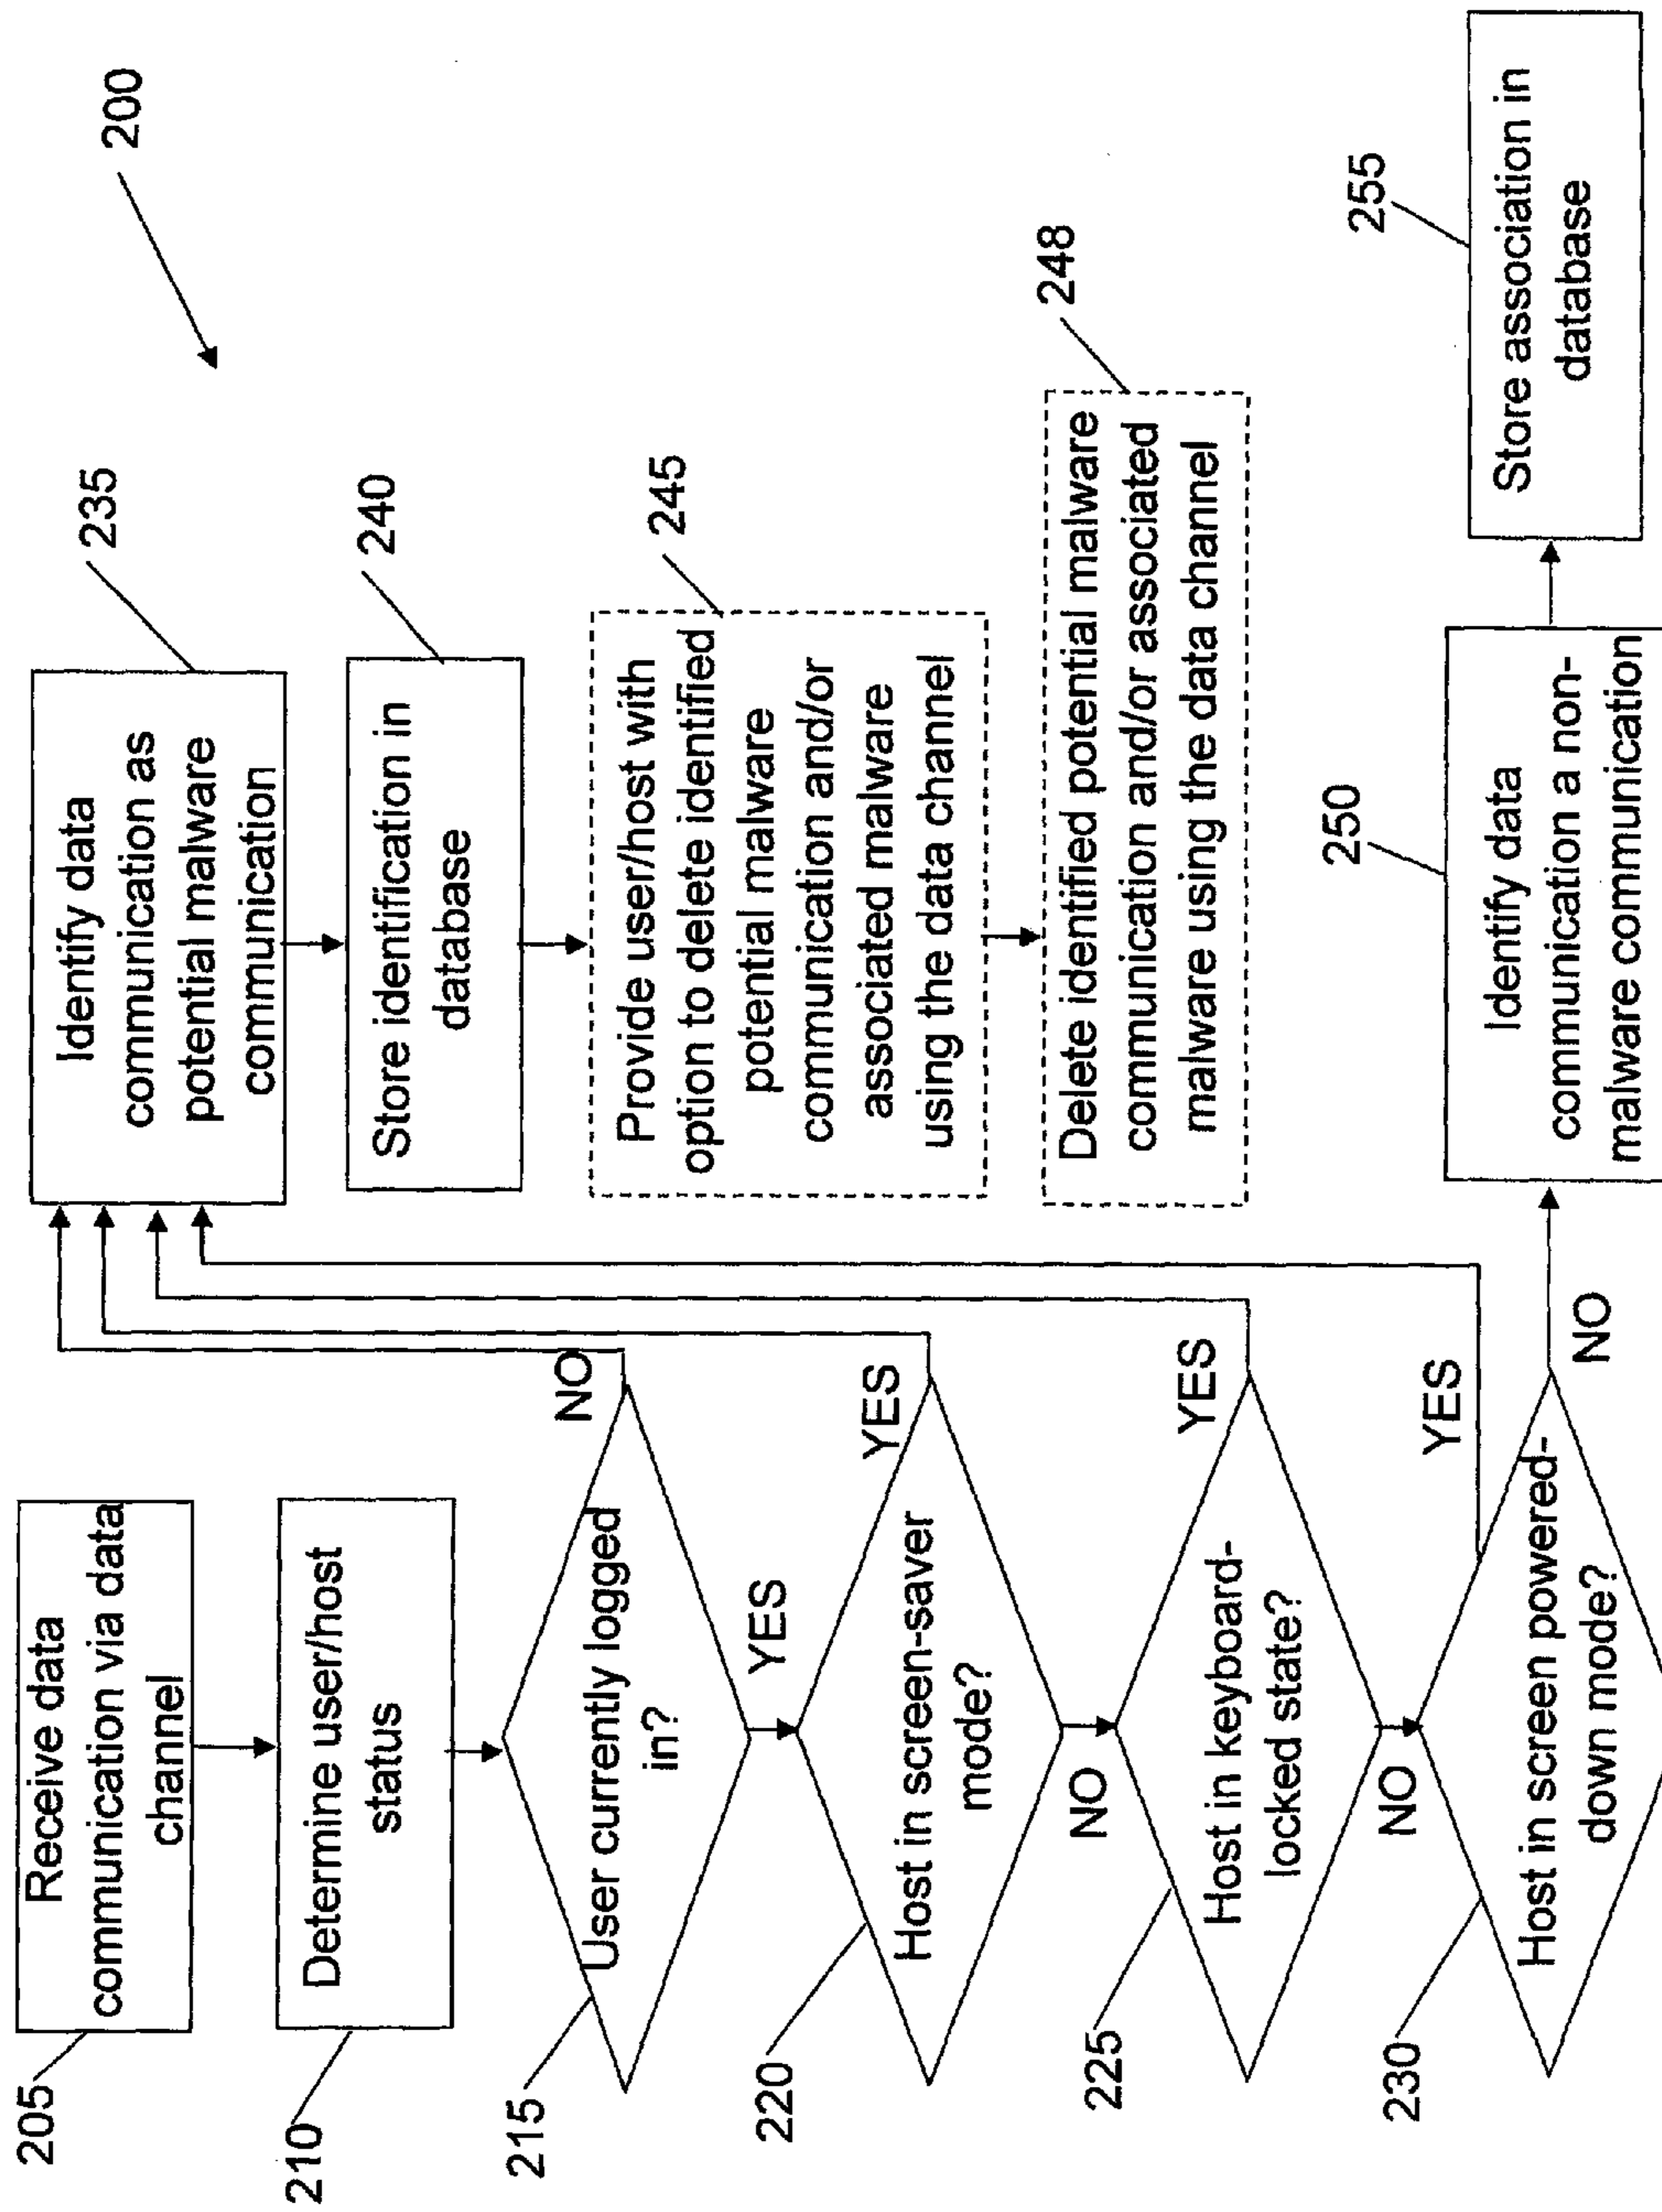 200
205
Receive data
communication via data
channel
210
Determine user/host
status
215
User currently logged
in?
NO
YES
220
Host in screen-saver
mode?
YES
NO
225
Host in keyboard-
locked state?
YES
NO
230
Host in screen powered-
down mode?
YES
NO
235
Identify data
communication as
potential malware
communication
240
Store identification in
database
245
Provide user/host with
option to delete identified
potential malware
communication and/or
associated malware
using the data channel
248
Delete identified potential malware
communication and/or associated
malware using the data channel
250
Identify data
communication a non-
malware communication
255
Store association in
database